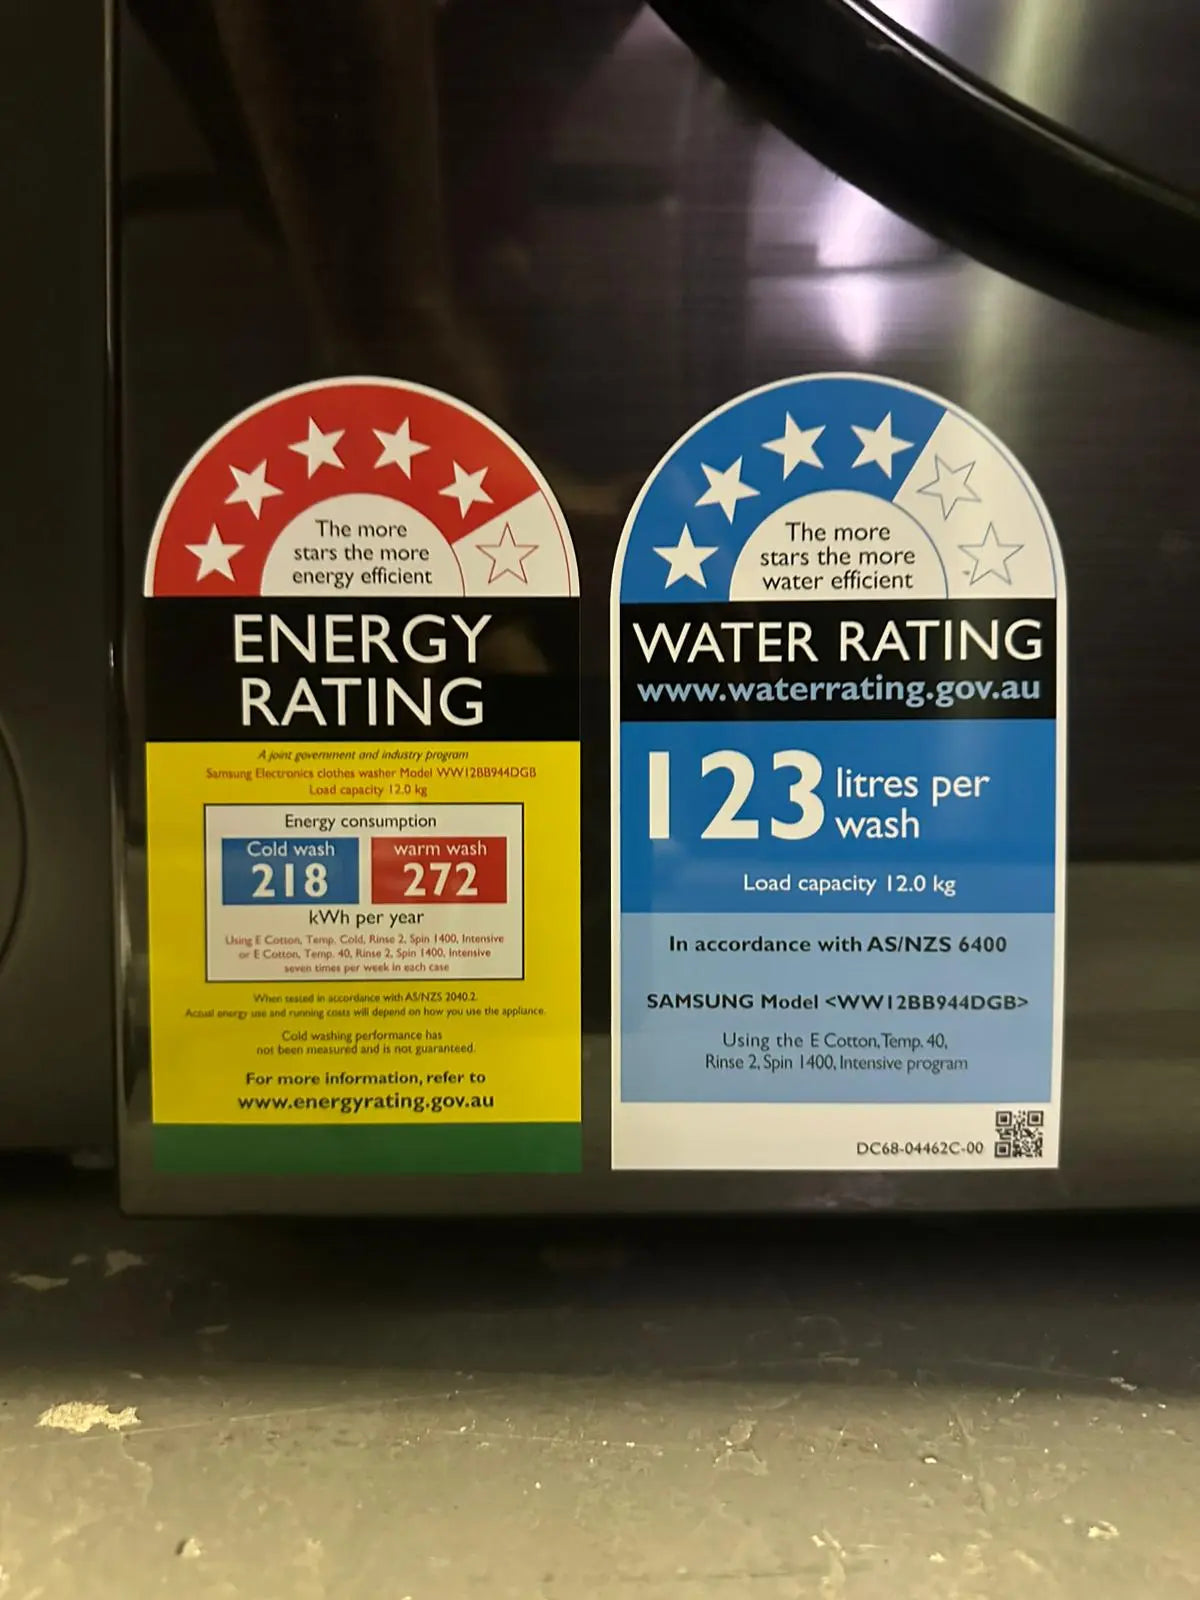 The more
stars the more
energy efficient
ENERGY
RATING
A joint government and industry program
Samsung Electronics clothes washer Model WW12BB944DGB
Load capacity 12.0 kg
Energy consumption
Cold wash
218
warm wash
272
kWh per year
Using E Cotton, Temp. Cold, Rinse 2, Spin 1400, Intensive
or E Cotton, Temp. 40, Rinse 2, Spin 1400, Intensive
seven times per week in each case
When tested in accordance with AS/NZS 2040.2.
Actual energy use and running costs will depend on how you use the appliance.
Cold washing performance has
not been measured and is not guaranteed.
For more information, refer to
www.energyrating.gov.au
The more
stars the more
water efficient
WATER RATING
www.waterrating.gov.au
123 litres per
wash
Load capacity 12.0 kg
In accordance with AS/NZS 6400
SAMSUNG Model <WW12BB944DGB>
Using the E Cotton, Temp. 40,
Rinse 2, Spin 1400, Intensive program
DC68-04462C-00